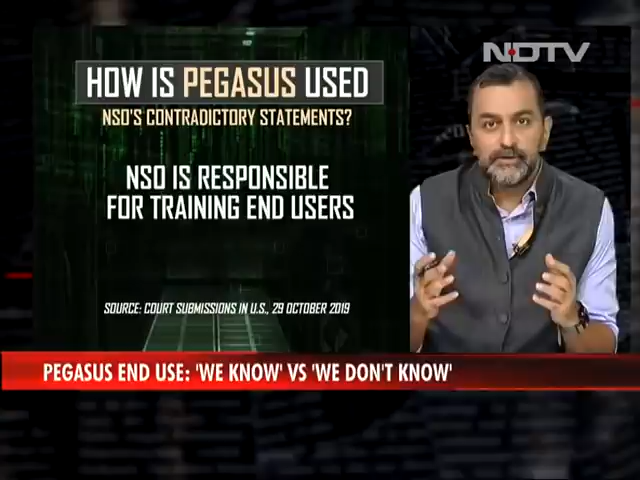 NDTV
HOW IS PEGASUS USED
NSO'S CONTRADICTORY STATEMENTS?
NSO IS RESPONSIBLE
FOR TRAINING END USERS
SOURCE: COURT SUBMISSIONS IN U.S., 29 OCTOBER 2019
PEGASUS END USE: 'WE KNOW' VS 'WE DON'T KNOW'